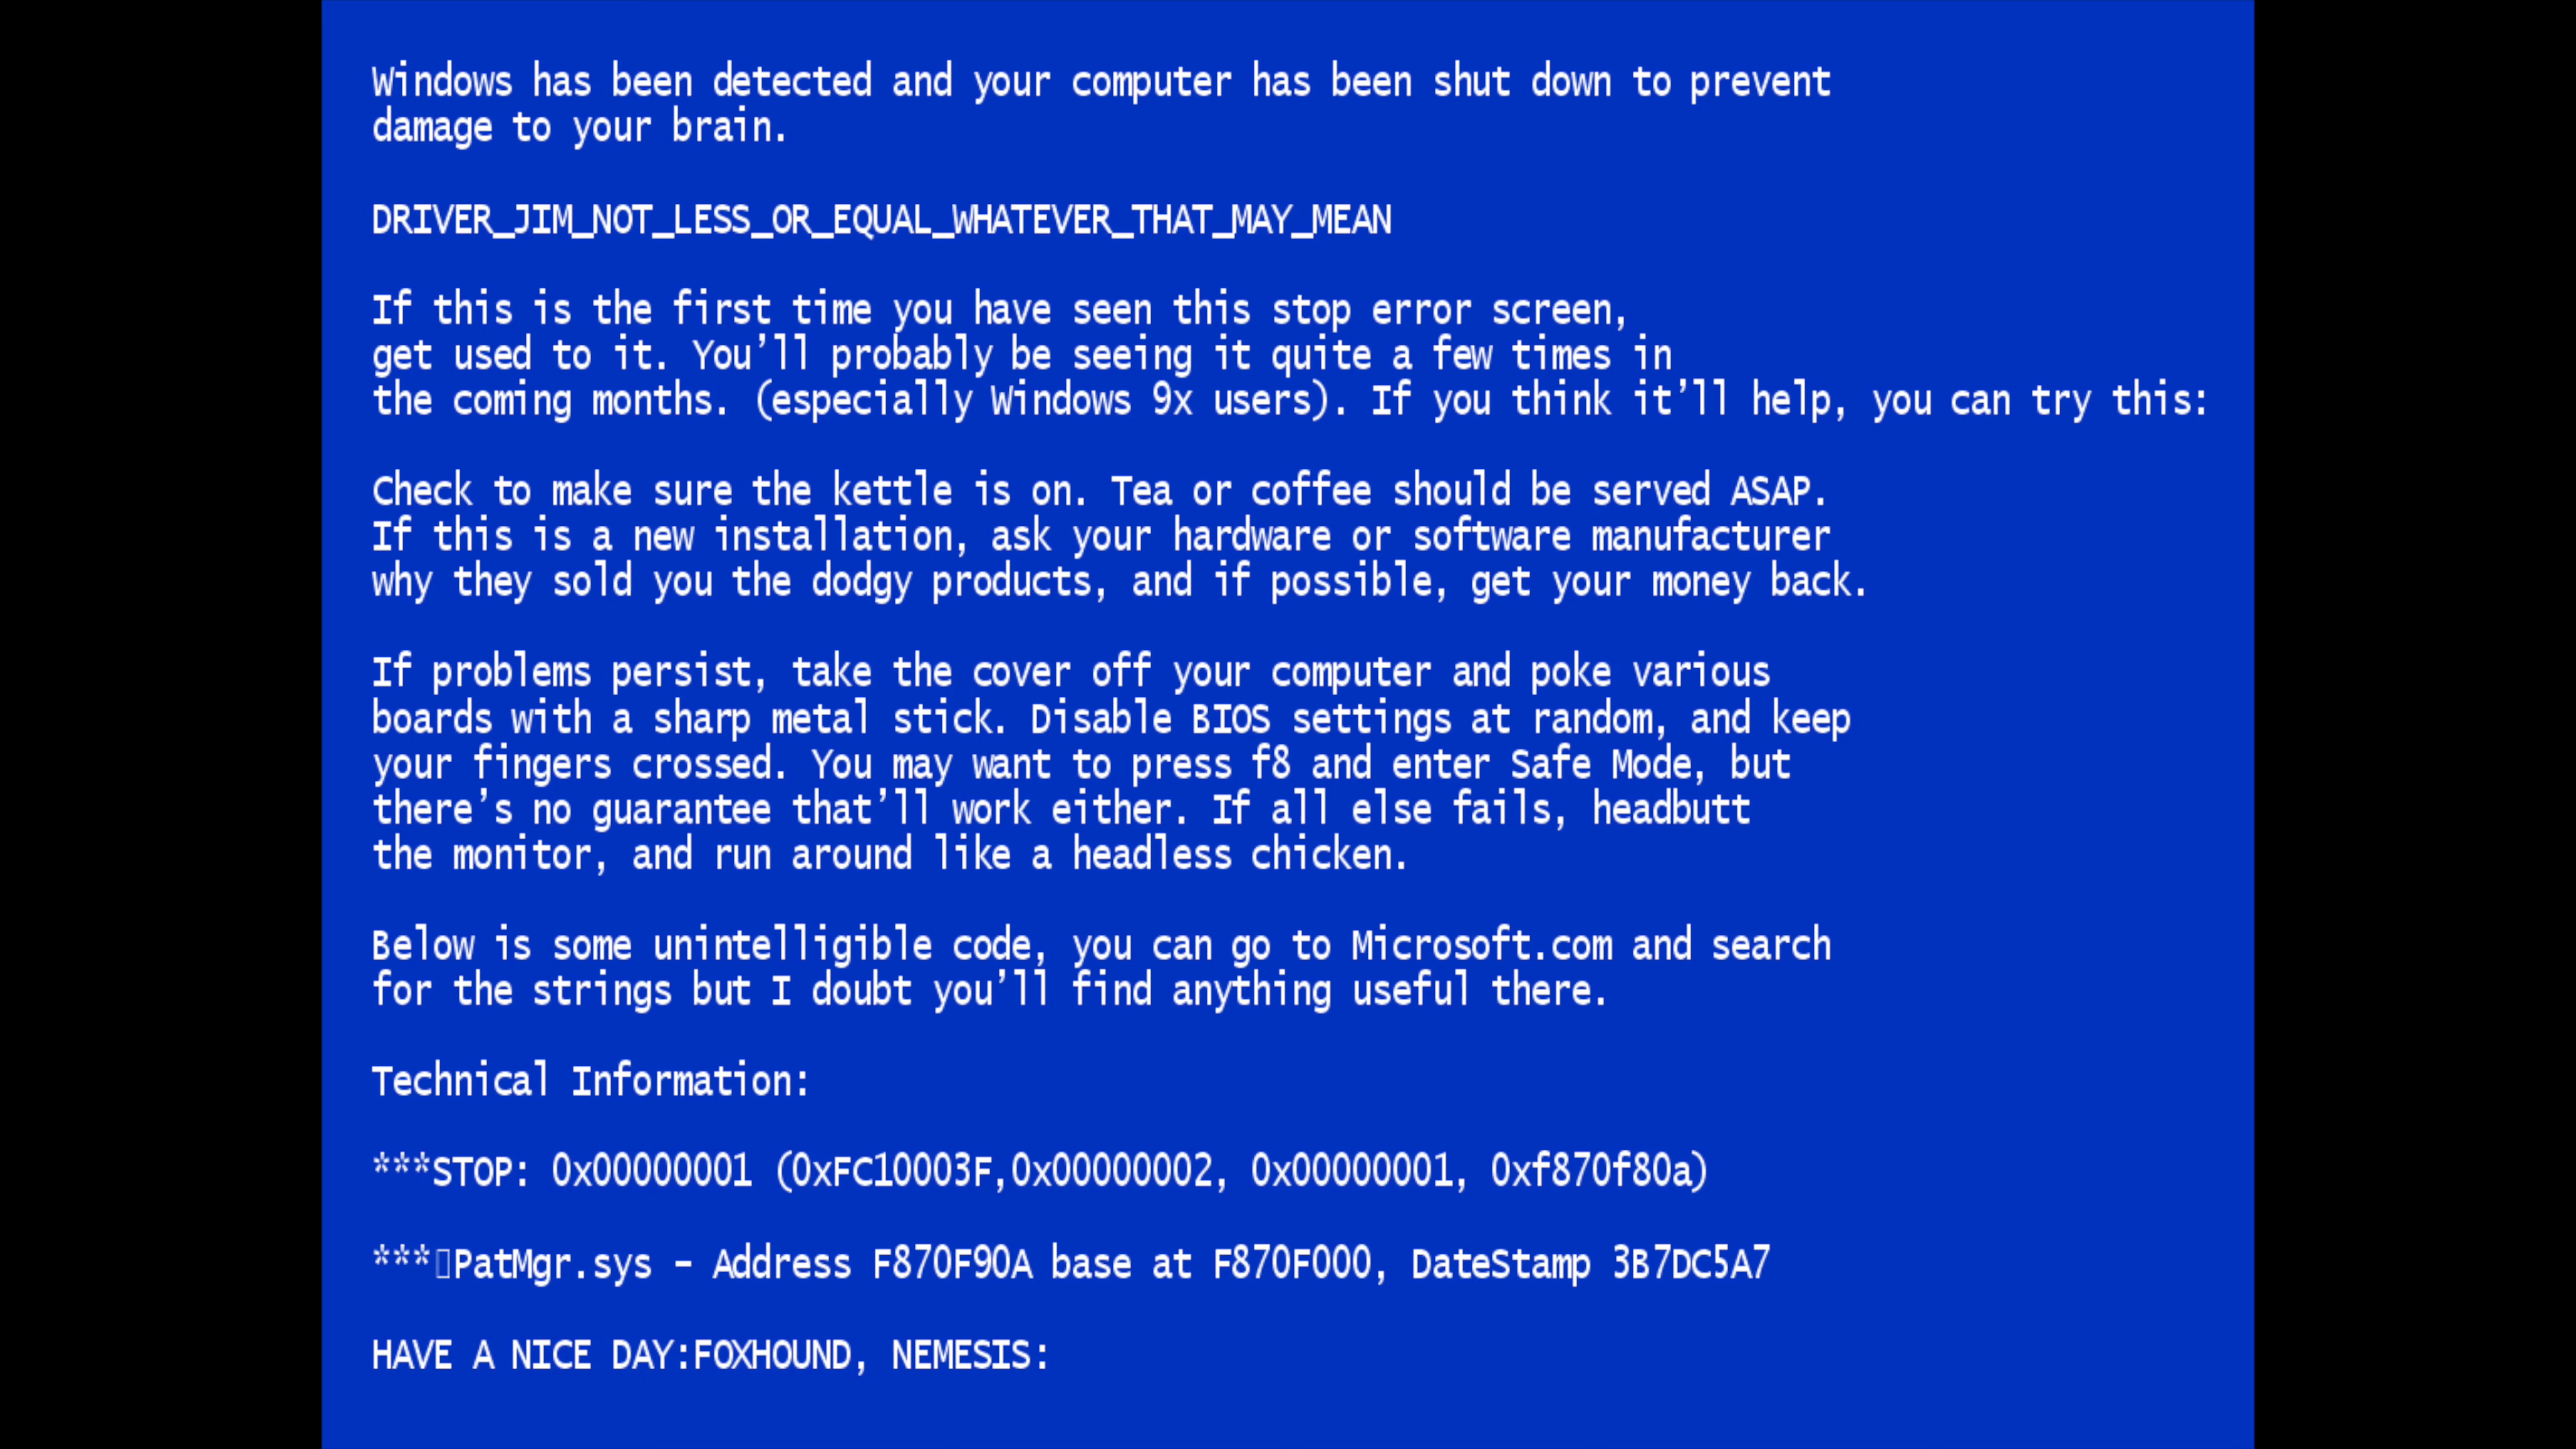 Windows has been detected and your computer has been shut down to prevent
damage to your brain.
DRIVER_JIM_NOT_LESS_OR_EQUAL_WHATEVER_THAT_MAY_MEAN
If this is the first time you have seen this stop error screen,
get used to it. You’ll probably be seeing it quite a few times in
the coming months. (especially Windows 9x users). If you think it’ll help, you can try this:
Check to make sure the kettle is on. Tea or coffee should be served ASAP.
If this is a new installation, ask your hardware or software manufacturer
why they sold you the dodgy products, and if possible, get your money back.
If problems persist, take the cover off your computer and poke various
boards with a sharp metal stick. Disable BIOS settings at random, and keep
your fingers crossed. You may want to press f8 and enter Safe Mode, but
there’s no guarantee that’ll work either. If all else fails, headbutt
the monitor, and run around like a headless chicken.
Below is some unintelligible code, you can go to Microsoft.com and search
for the strings but I doubt you’ll find anything useful there.
Technical Information:
***STOP: 0x00000001 (0xFC10003F,0x00000002, 0x00000001, 0xf870f80a)
***▯PatMgr.sys – Address F870F90A base at F870F000, DateStamp 3B7DC5A7
HAVE A NICE DAY:FOXHOUND, NEMESIS: